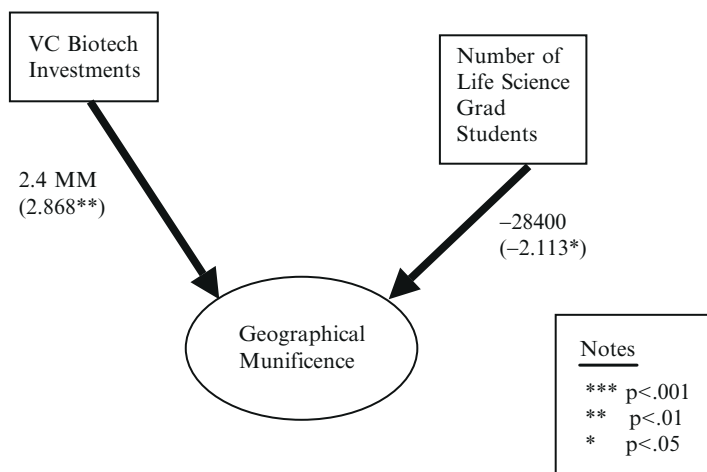 VC Biotech
Investments
Number of
Life Science
Grad
Students
2.4 MM
(2.868**)
–28400
(–2.113*)
Geographical
Munificence
Notes
*** p<.001
** p<.01
* p<.05